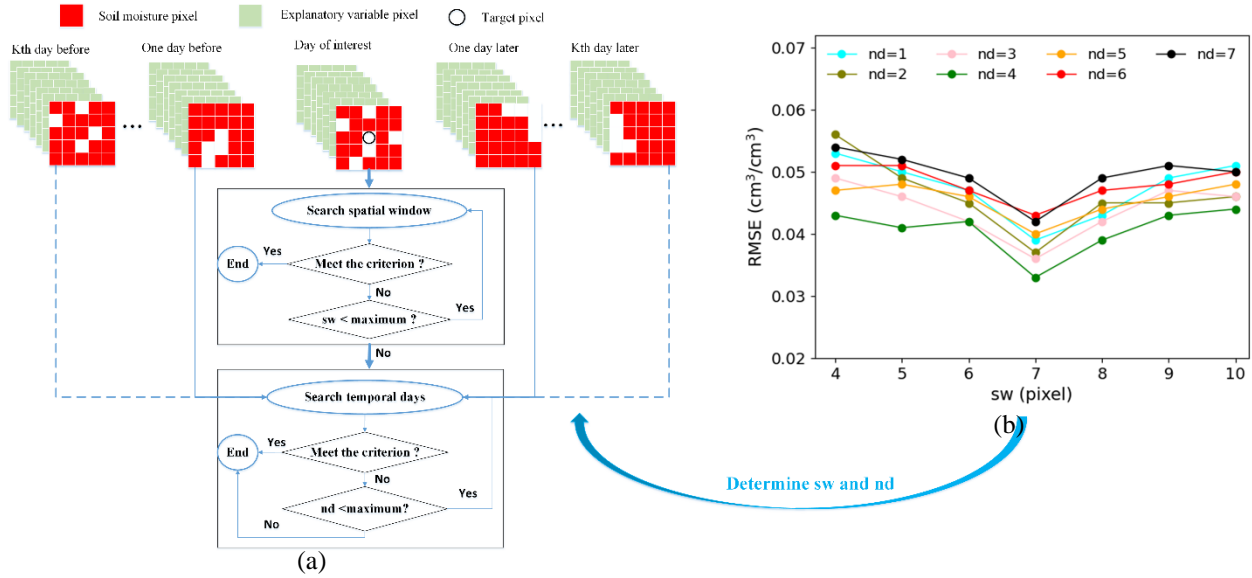 Soil moisture pixel
Explanatory variable pixel
Target pixel
Kth day before
One day before
Day of interest
One day later
Kth day later
...
...
Search spatial window
Yes
End
Meet the criterion ?
No
Yes
sw < maximum ?
No
Search temporal days
Yes
End
Meet the criterion ?
No
Yes
nd <maximum?
No
(a)
nd=1
nd=2
nd=3
nd=4
nd=5
nd=6
nd=7
0.07
0.06
0.05
0.04
0.03
0.02
RMSE (cm³/cm³)
4 5 6 7 8 9 10
sw (pixel)
(b)
Determine sw and nd